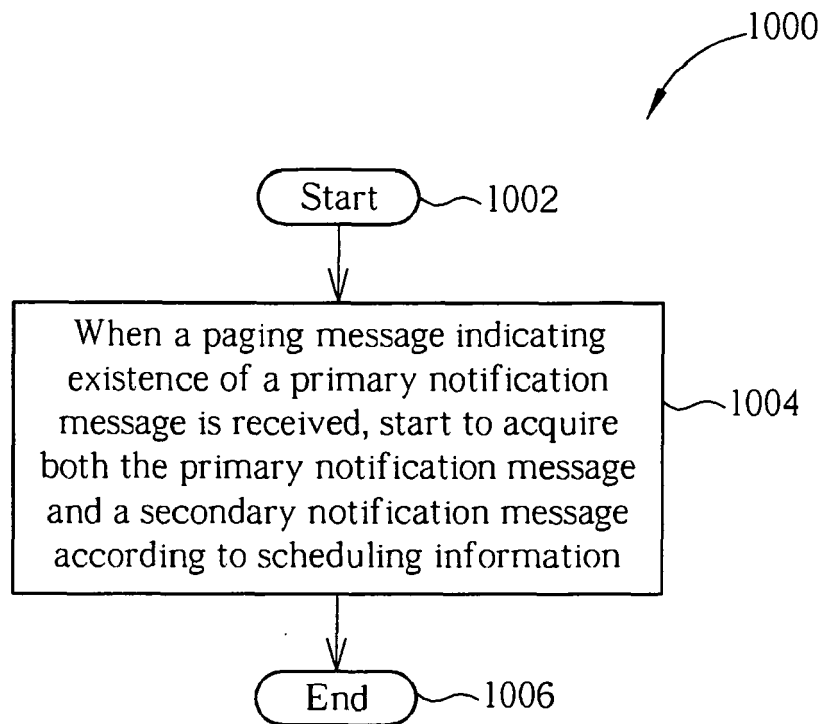 1000
Start
1002
When a paging message indicating
existence of a primary notification
message is received, start to acquire
both the primary notification message
and a secondary notification message
according to scheduling information
1004
End
1006